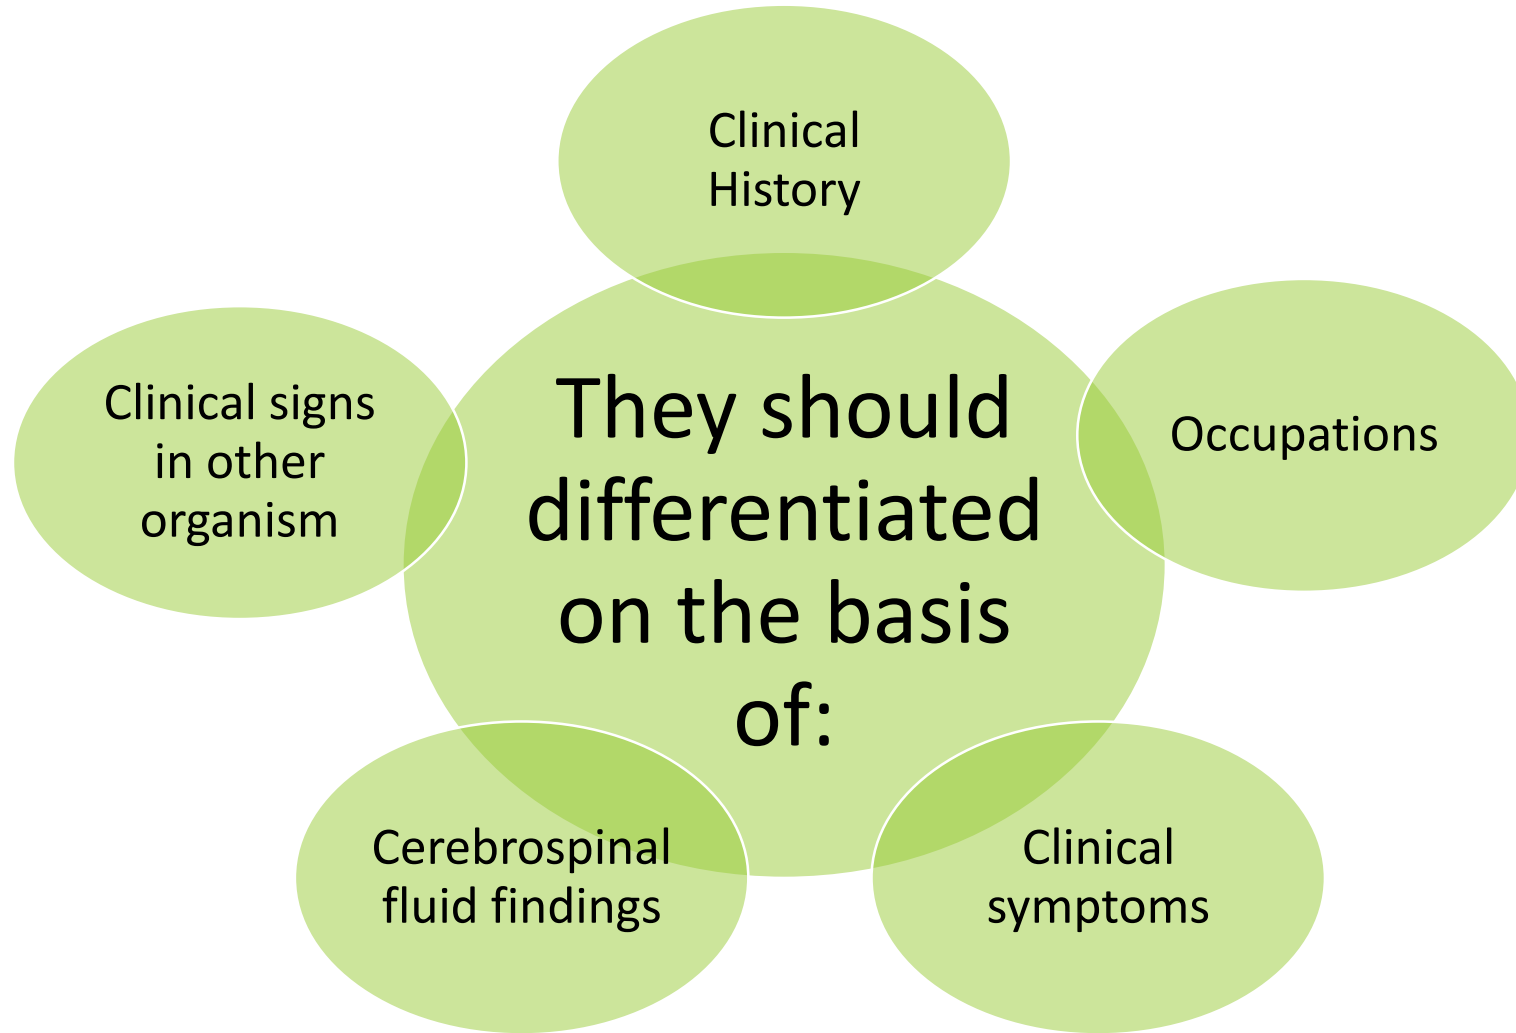 Clinical
History
They should
differentiated
on the basis
of:
Occupations
Clinical
symptoms
Cerebrospinal
fluid findings
Clinical signs
in other
organism